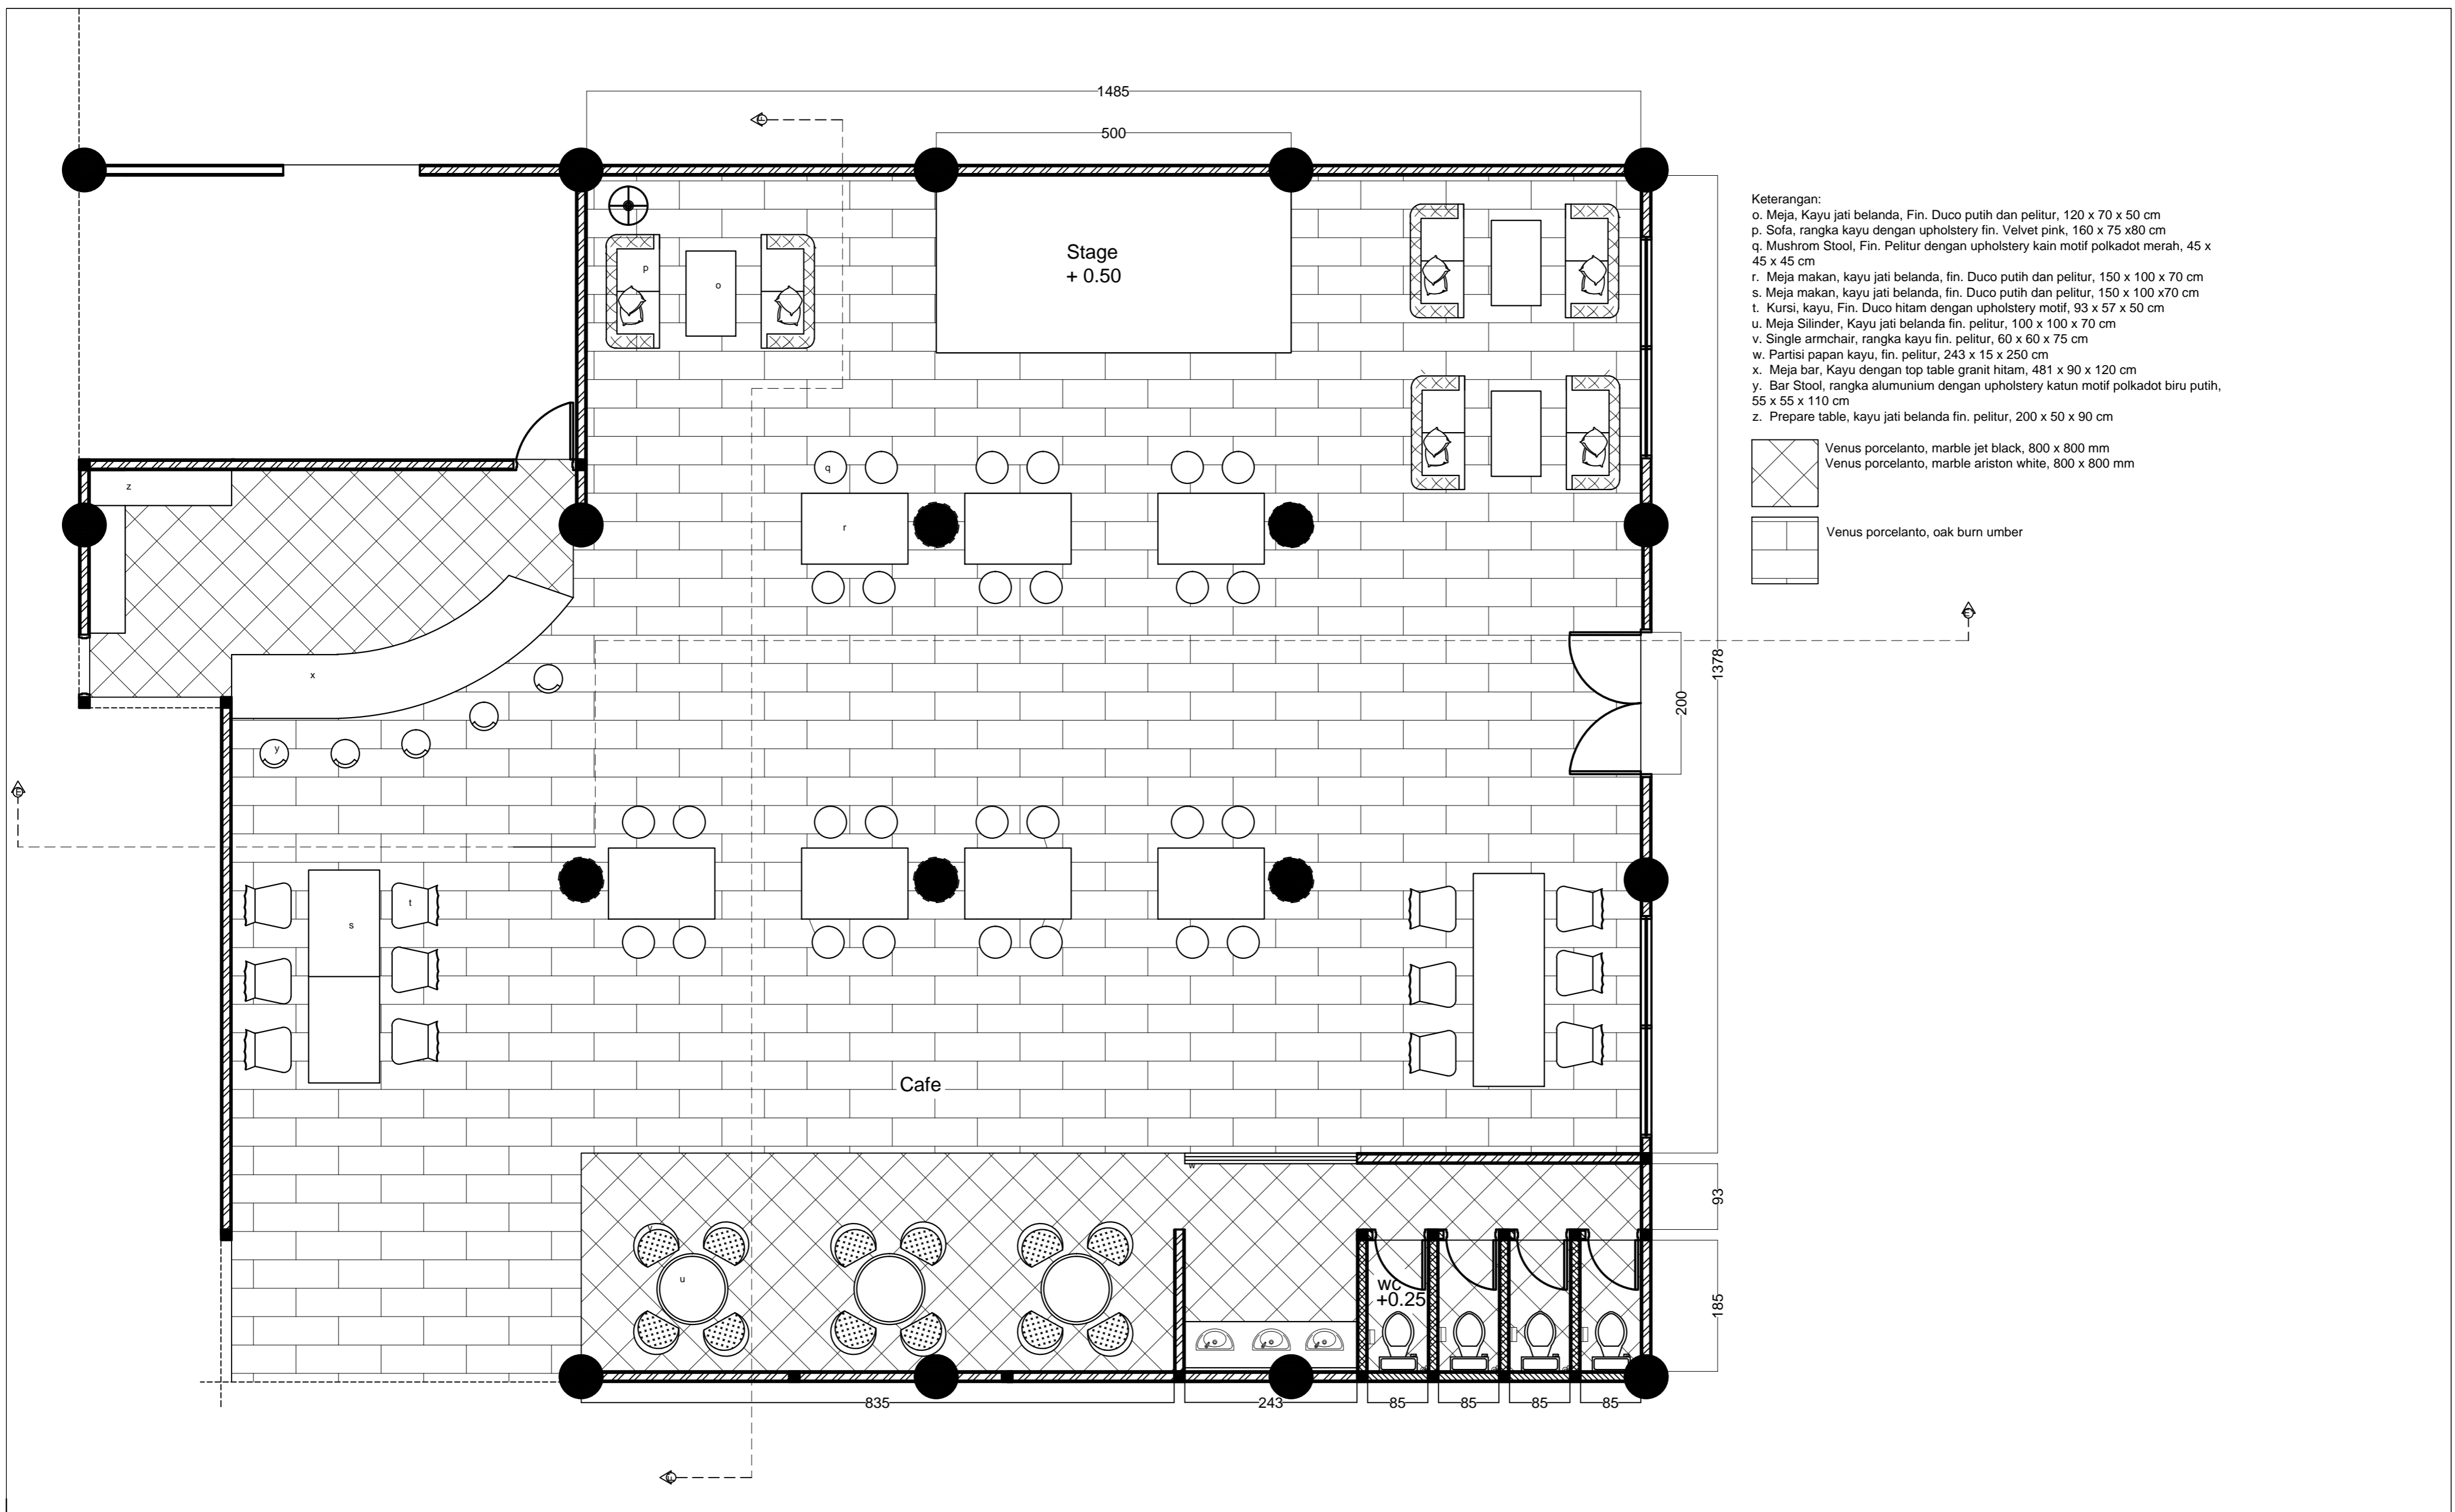 1485
F
500
Keterangan:
o. Meja, Kayu jati belanda, Fin. Duco putih dan pelitur, 120 x 70 x 50 cm
p. Sofa, rangka kayu dengan upholstery fin. Velvet pink, 160 x 75 x80 cm
q. Mushrom Stool, Fin. Pelitur dengan upholstery kain motif polkadot merah, 45 x
45 x 45 cm
r. Meja makan, kayu jati belanda, fin. Duco putih dan pelitur, 150 x 100 x 70 cm
s. Meja makan, kayu jati belanda, fin. Duco putih dan pelitur, 150 x 100 x70 cm
t. Kursi, kayu, Fin. Duco hitam dengan upholstery motif, 93 x 57 x 50 cm
u. Meja Silinder, Kayu jati belanda fin. pelitur, 100 x 100 x 70 cm
v. Single armchair, rangka kayu fin. pelitur, 60 x 60 x 75 cm
w. Partisi papan kayu, fin. pelitur, 243 x 15 x 250 cm
x. Meja bar, Kayu dengan top table granit hitam, 481 x 90 x 120 cm
y. Bar Stool, rangka alumunium dengan upholstery katun motif polkadot biru putih,
55 x 55 x 110 cm
z. Prepare table, kayu jati belanda fin. pelitur, 200 x 50 x 90 cm
Venus porcelanto, marble jet black, 800 x 800 mm
Venus porcelanto, marble ariston white, 800 x 800 mm
Venus porcelanto, oak burn umber
Stage
+ 0.50
p
o
q
z
r
x
1378
200
y
E
t
s
Cafe
w
93
v
u
wc
+0.25
185
835
243
85
85
85
85